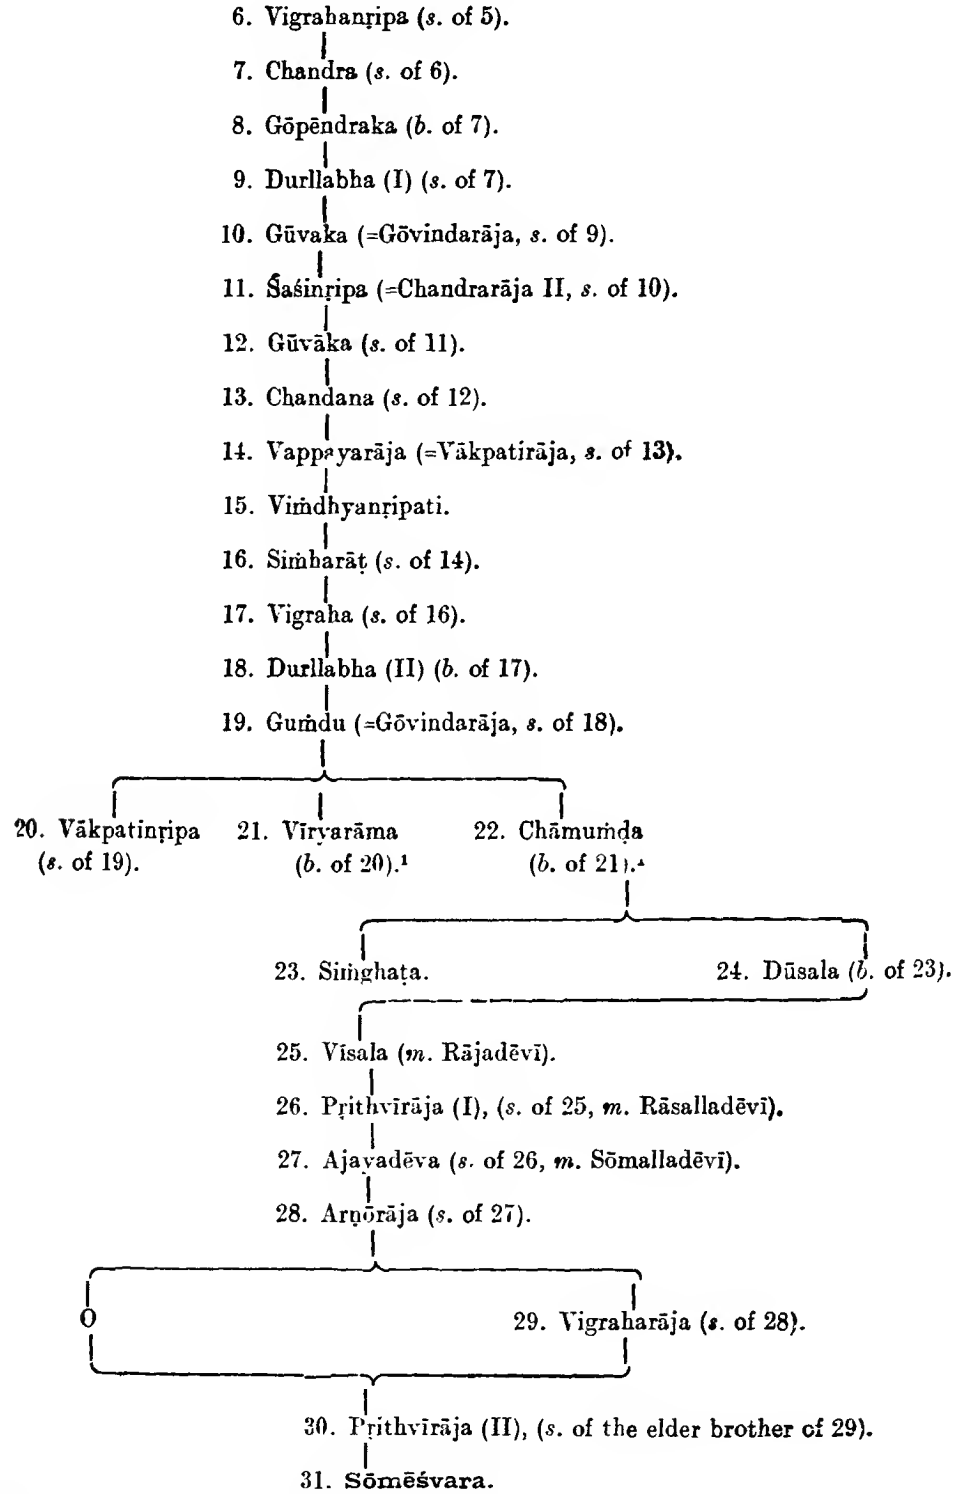 6. Vigrahanṛipa (s. of 5).
7. Chandra (s. of 6).
8. Gōpēndraka (b. of 7).
9. Durllabha (I) (s. of 7).
10. Gūvaka (=Gōvindarāja, s. of 9).
11. Śaśinṛipa (=Chandrarāja II, s. of 10).
12. Gūvāka (s. of 11).
13. Chandana (s. of 12).
14. Vappayarāja (=Vākpatirāja, s. of 13).
15. Viṁdhyanṛipati.
16. Siṁharāṭ (s. of 14).
17. Vigraha (s. of 16).
18. Durllabha (II) (b. of 17).
19. Guṁdu (=Gōvindarāja, s. of 18).
20. Vākpatinṛipa 21. Vīryarāma 22. Chāmuṁḍa
(s. of 19). (b. of 20).¹ (b. of 21).
23. Siṁghaṭa. 24. Dūsala (b. of 23).
25. Vīsala (m. Rājadēvī).
26. Pṛithvīrāja (I), (s. of 25, m. Rāsalladēvī).
27. Ajayadēva (s. of 26, m. Sōmalladēvī).
28. Arṇōrāja (s. of 27).
O 29. Vigraharāja (s. of 28).
30. Pṛithvīrāja (II), (s. of the elder brother of 29).
31. Sōmēśvara.